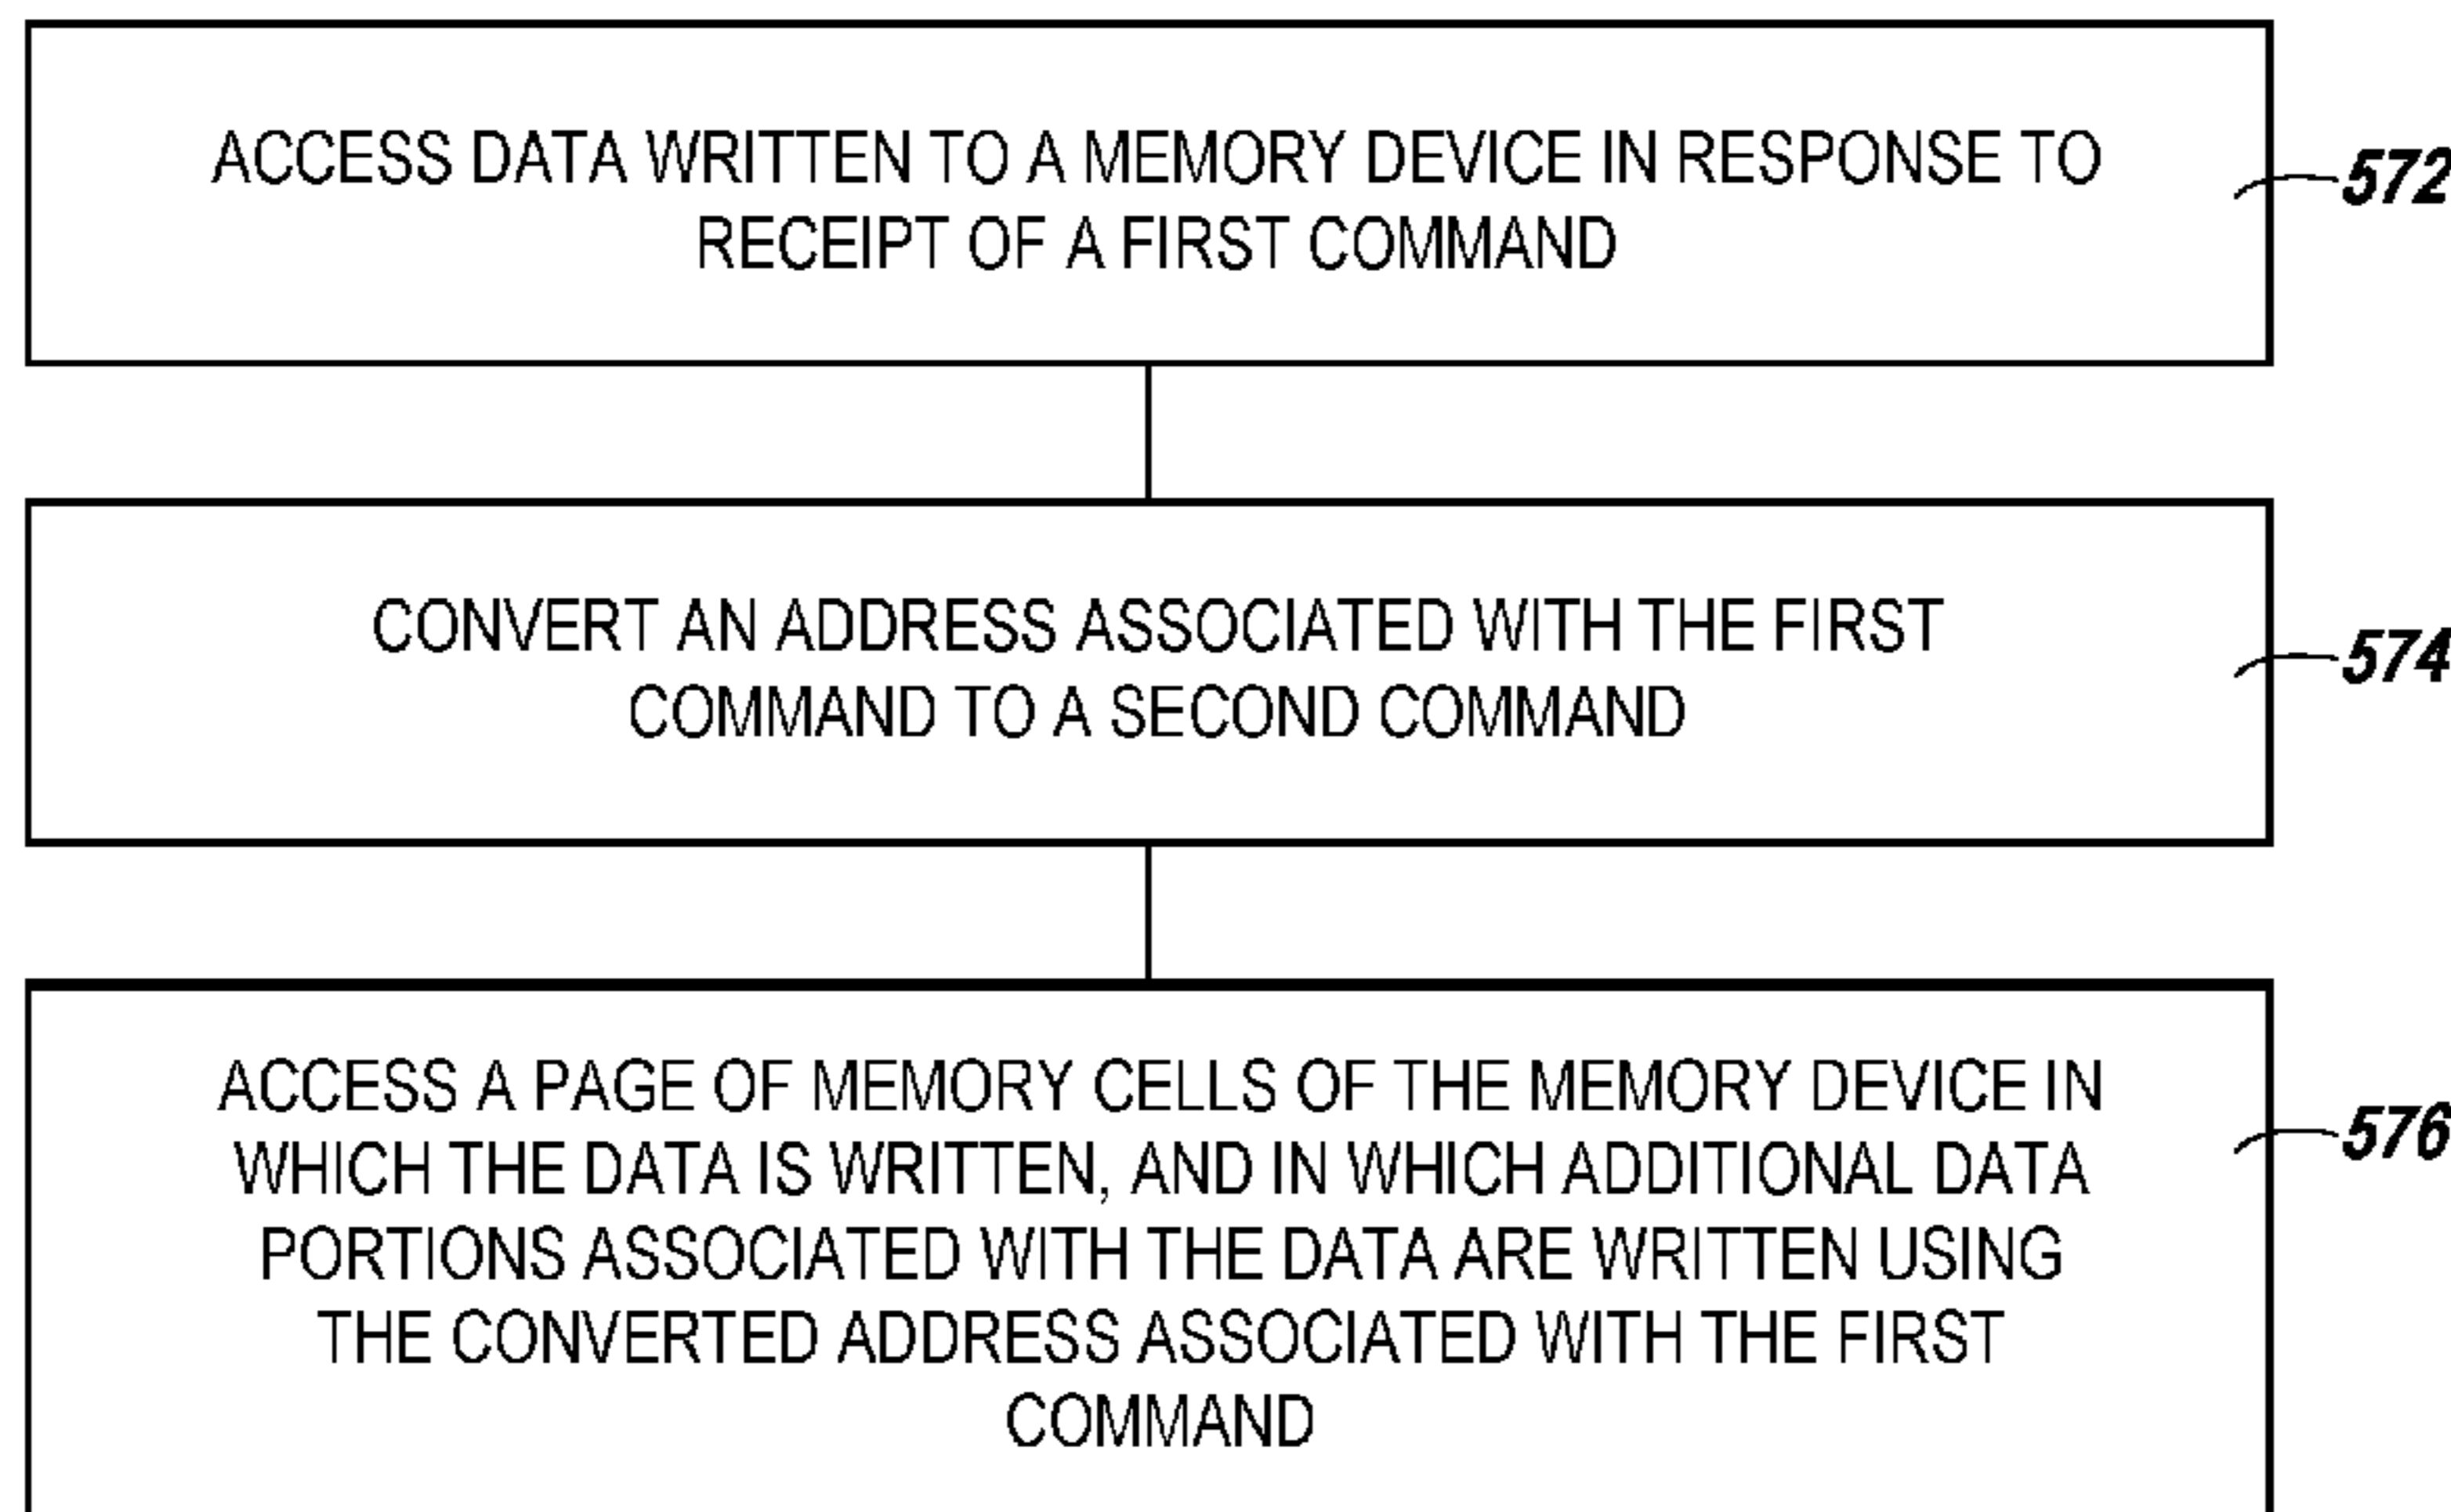 ACCESS DATA WRITTEN TO A MEMORY DEVICE IN RESPONSE TO
RECEIPT OF A FIRST COMMAND
572
CONVERT AN ADDRESS ASSOCIATED WITH THE FIRST
COMMAND TO A SECOND COMMAND
574
ACCESS A PAGE OF MEMORY CELLS OF THE MEMORY DEVICE IN
WHICH THE DATA IS WRITTEN, AND IN WHICH ADDITIONAL DATA
PORTIONS ASSOCIATED WITH THE DATA ARE WRITTEN USING
THE CONVERTED ADDRESS ASSOCIATED WITH THE FIRST
COMMAND
576